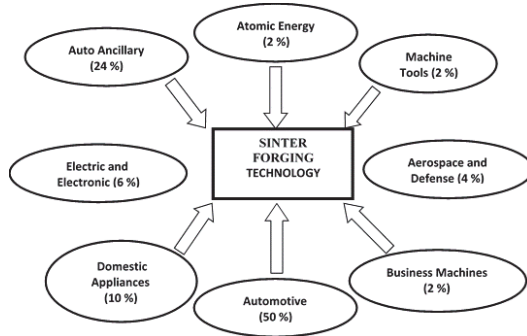 Atomic Energy
(2 %)
Auto Ancillary
(24 %)
Machine
Tools (2 %)
SINTER
FORGING
TECHNOLOGY
Electric and
Electronic (6 %)
Aerospace and
Defense (4 %)
Domestic
Appliances
(10 %)
Automotive
(50 %)
Business Machines
(2 %)